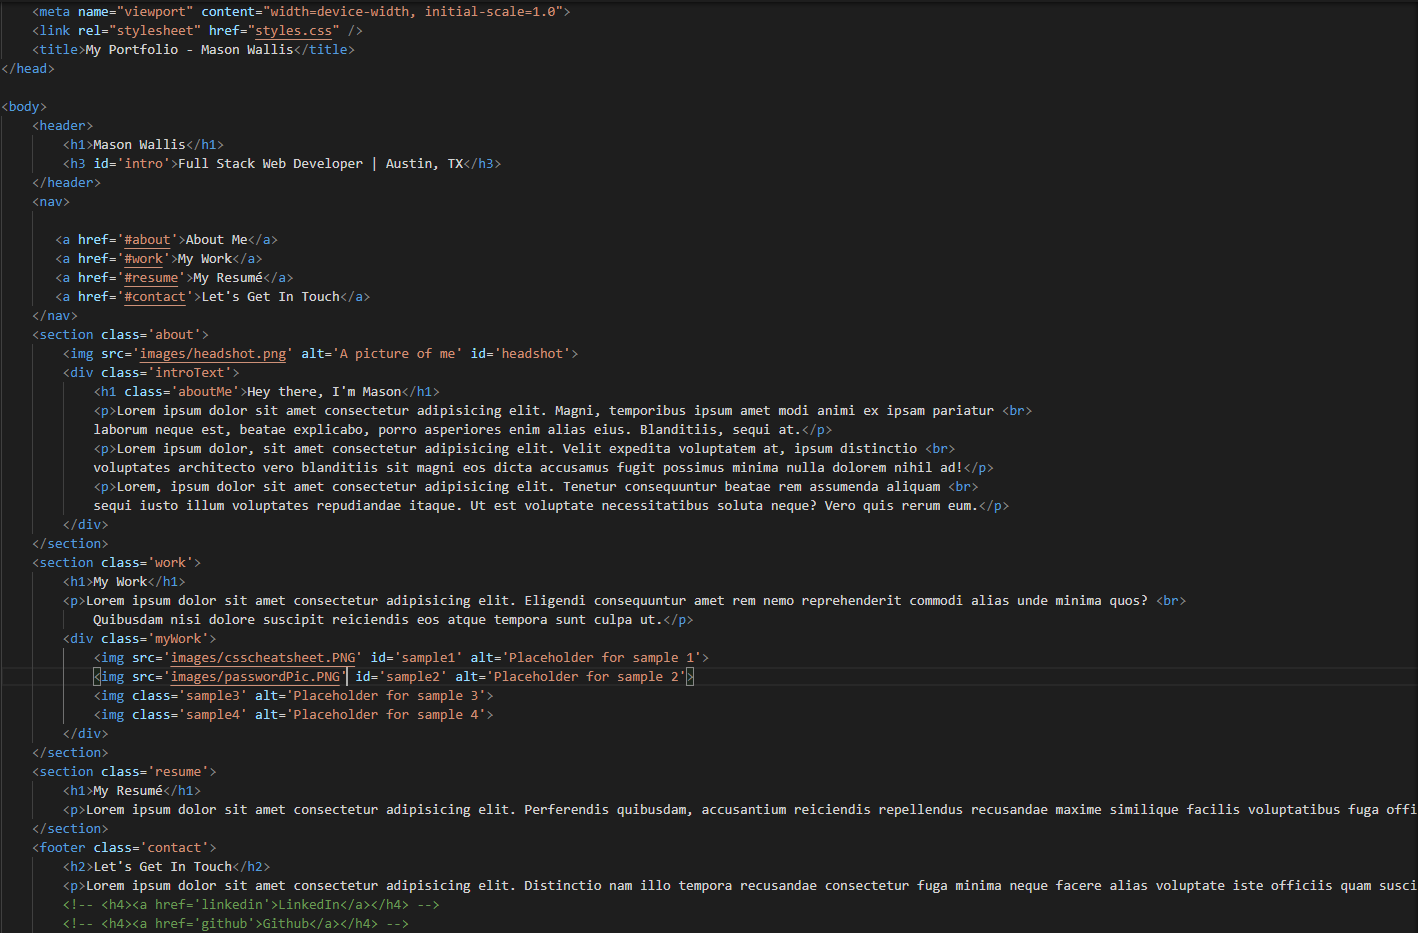 <meta name="viewport" content="width=device-width, initial-scale=1.0">
<link rel="stylesheet" href="styles.css" />
<title>My Portfolio - Mason Wallis</title>
</head>
<body>
<header>
<h1>Mason Wallis</h1>
<h3 id='intro'>Full Stack Web Developer | Austin, TX</h3>
</header>
<nav>
<a href='#about'>About Me</a>
<a href='#work'>My Work</a>
<a href='#resume'>My Resumé</a>
<a href='#contact'>Let's Get In Touch</a>
</nav>
<section class='about'>
<img src='images/headshot.png' alt='A picture of me' id='headshot'>
<div class='introText'>
<h1 class='aboutMe'>Hey there, I'm Mason</h1>
<p>Lorem ipsum dolor sit amet consectetur adipisicing elit. Magni, temporibus ipsum amet modi animi ex ipsam pariatur <br>
laborum neque est, beatae explicabo, porro asperiores enim alias eius. Blanditiis, sequi at.</p>
<p>Lorem ipsum dolor, sit amet consectetur adipisicing elit. Velit expedita voluptatem at, ipsum distinctio <br>
voluptates architecto vero blanditiis sit magni eos dicta accusamus fugit possimus minima nulla dolorem nihil ad!</p>
<p>Lorem, ipsum dolor sit amet consectetur adipisicing elit. Tenetur consequuntur beatae rem assumenda aliquam <br>
sequi iusto illum voluptates repudiandae itaque. Ut est voluptate necessitatibus soluta neque? Vero quis rerum eum.</p>
</div>
</section>
<section class='work'>
<h1>My Work</h1>
<p>Lorem ipsum dolor sit amet consectetur adipisicing elit. Eligendi consequuntur amet rem nemo reprehenderit commodi alias unde minima quos? <br>
Quibusdam nisi dolore suscipit reiciendis eos atque tempora sunt culpa ut.</p>
<div class='myWork'>
<img src='images/csscheatsheet.PNG' id='sample1' alt='Placeholder for sample 1'>
<img src='images/passwordPic.PNG' id='sample2' alt='Placeholder for sample 2'>
<img class='sample3' alt='Placeholder for sample 3'>
<img class='sample4' alt='Placeholder for sample 4'>
</div>
</section>
<section class='resume'>
<h1>My Resumé</h1>
<p>Lorem ipsum dolor sit amet consectetur adipisicing elit. Perferendis quibusdam, accusantium reiciendis repellendus recusandae maxime similique facilis voluptatibus fuga offi
</section>
<footer class='contact'>
<h2>Let's Get In Touch</h2>
<p>Lorem ipsum dolor sit amet consectetur adipisicing elit. Distinctio nam illo tempora recusandae consectetur fuga minima neque facere alias voluptate iste officiis quam susci
<!-- <h4><a href='linkedin'>LinkedIn</a></h4> -->
<!-- <h4><a href='github'>Github</a></h4> -->